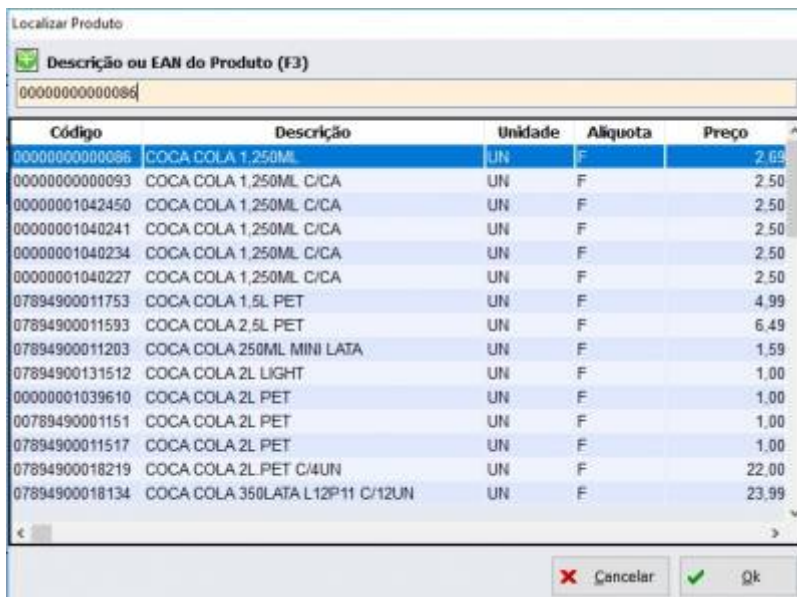 Localizar Produto
Descrição ou EAN do Produto (F3)
00000000000086
Código Descrição Unidade Alíquota Preço
00000000000086 COCA COLA 1,250ML UN F 2,69
00000000000093 COCA COLA 1,250ML C/CA UN F 2,50
00000001042450 COCA COLA 1,250ML C/CA UN F 2,50
00000001040241 COCA COLA 1,250ML C/CA UN F 2,50
00000001040234 COCA COLA 1,250ML C/CA UN F 2,50
00000001040227 COCA COLA 1,250ML C/CA UN F 2,50
07894900011753 COCA COLA 1,5L PET UN F 4,99
07894900011593 COCA COLA 2,5L PET UN F 6,49
07894900011203 COCA COLA 250ML MINI LATA UN F 1,59
07894900131512 COCA COLA 2L LIGHT UN F 1,00
00000001039610 COCA COLA 2L PET UN F 1,00
00789490001151 COCA COLA 2L PET UN F 1,00
07894900011517 COCA COLA 2L PET UN F 1,00
07894900018219 COCA COLA 2L.PET C/4UN UN F 22,00
07894900018134 COCA COLA 350LATA L12P11 C/12UN UN F 23,99
Cancelar Ok